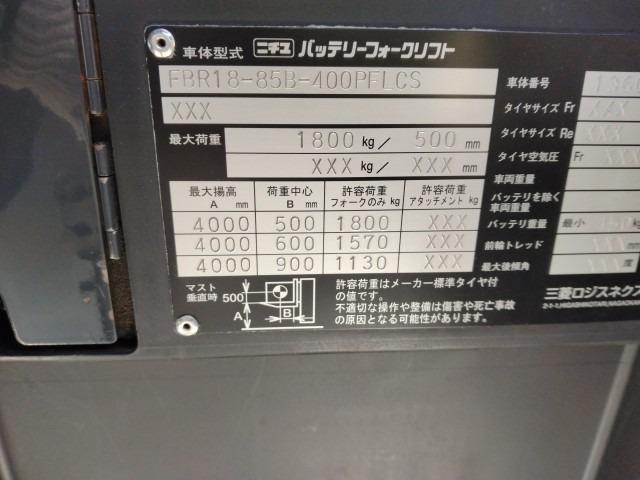 車体型式 ニチユ バッテリーフォークリフト
FBR18-85B-400PFLCS
XXX
最大荷重 1800 kg/ 500 mm
XXX kg/ XXX mm
最大揚高 A mm 荷重中心 B mm 許容荷重 フォークのみ kg 許容荷重 アタッチメント kg
4000 500 1800 XXX
4000 600 1570 XXX
4000 900 1130 XXX
マスト垂直時 500 A B
許容荷重はメーカー標準タイヤ付
の値です。
不適切な操作や整備は傷害や死亡事故
の原因となる可能性があります。
車体番号
タイヤサイズ Fr XXX
タイヤサイズ Re XXX
タイヤ空気圧 Fr
車両重量
バッテリを除く
車両重量
バッテリ重量 最小 kg
前輪トレッド mm
最大後傾角 度
三菱ロジスネクス